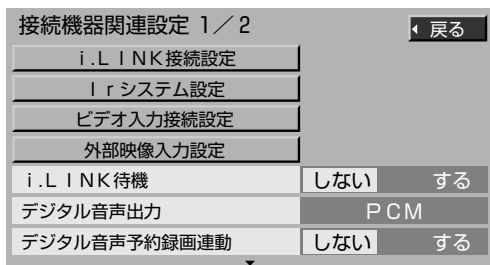 接続機器関連設定 1／2
戻る
i.LINK接続設定
Irシステム設定
ビデオ入力接続設定
外部映像入力設定
i.LINK待機 しない する
デジタル音声出力 PCM
デジタル音声予約録画連動 しない する